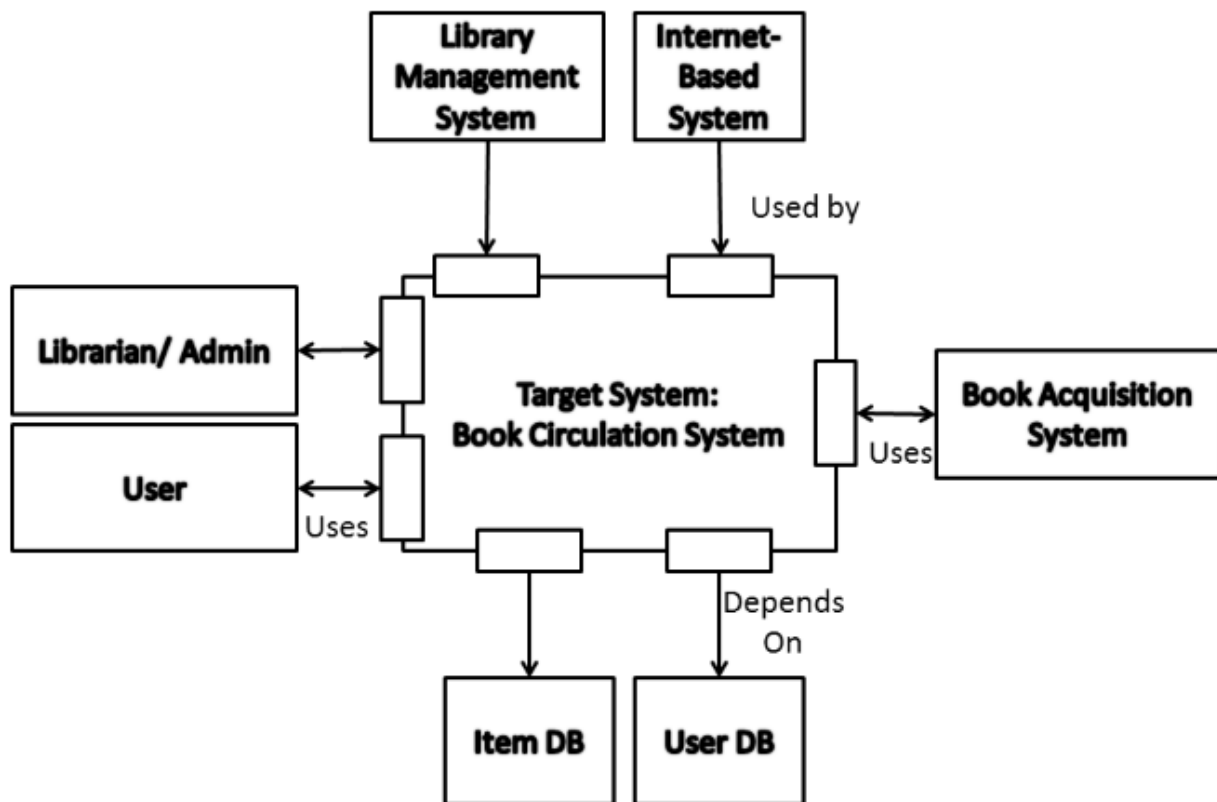 Library
Management
System
Internet-
Based
System
Used by
Librarian/ Admin
User
Uses
Target System:
Book Circulation System
Book Acquisition
System
Uses
Depends
On
Item DB
User DB